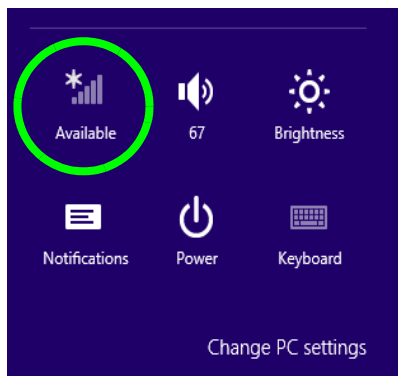 Available 67 Brightness
Notifications Power Keyboard
Change PC settings